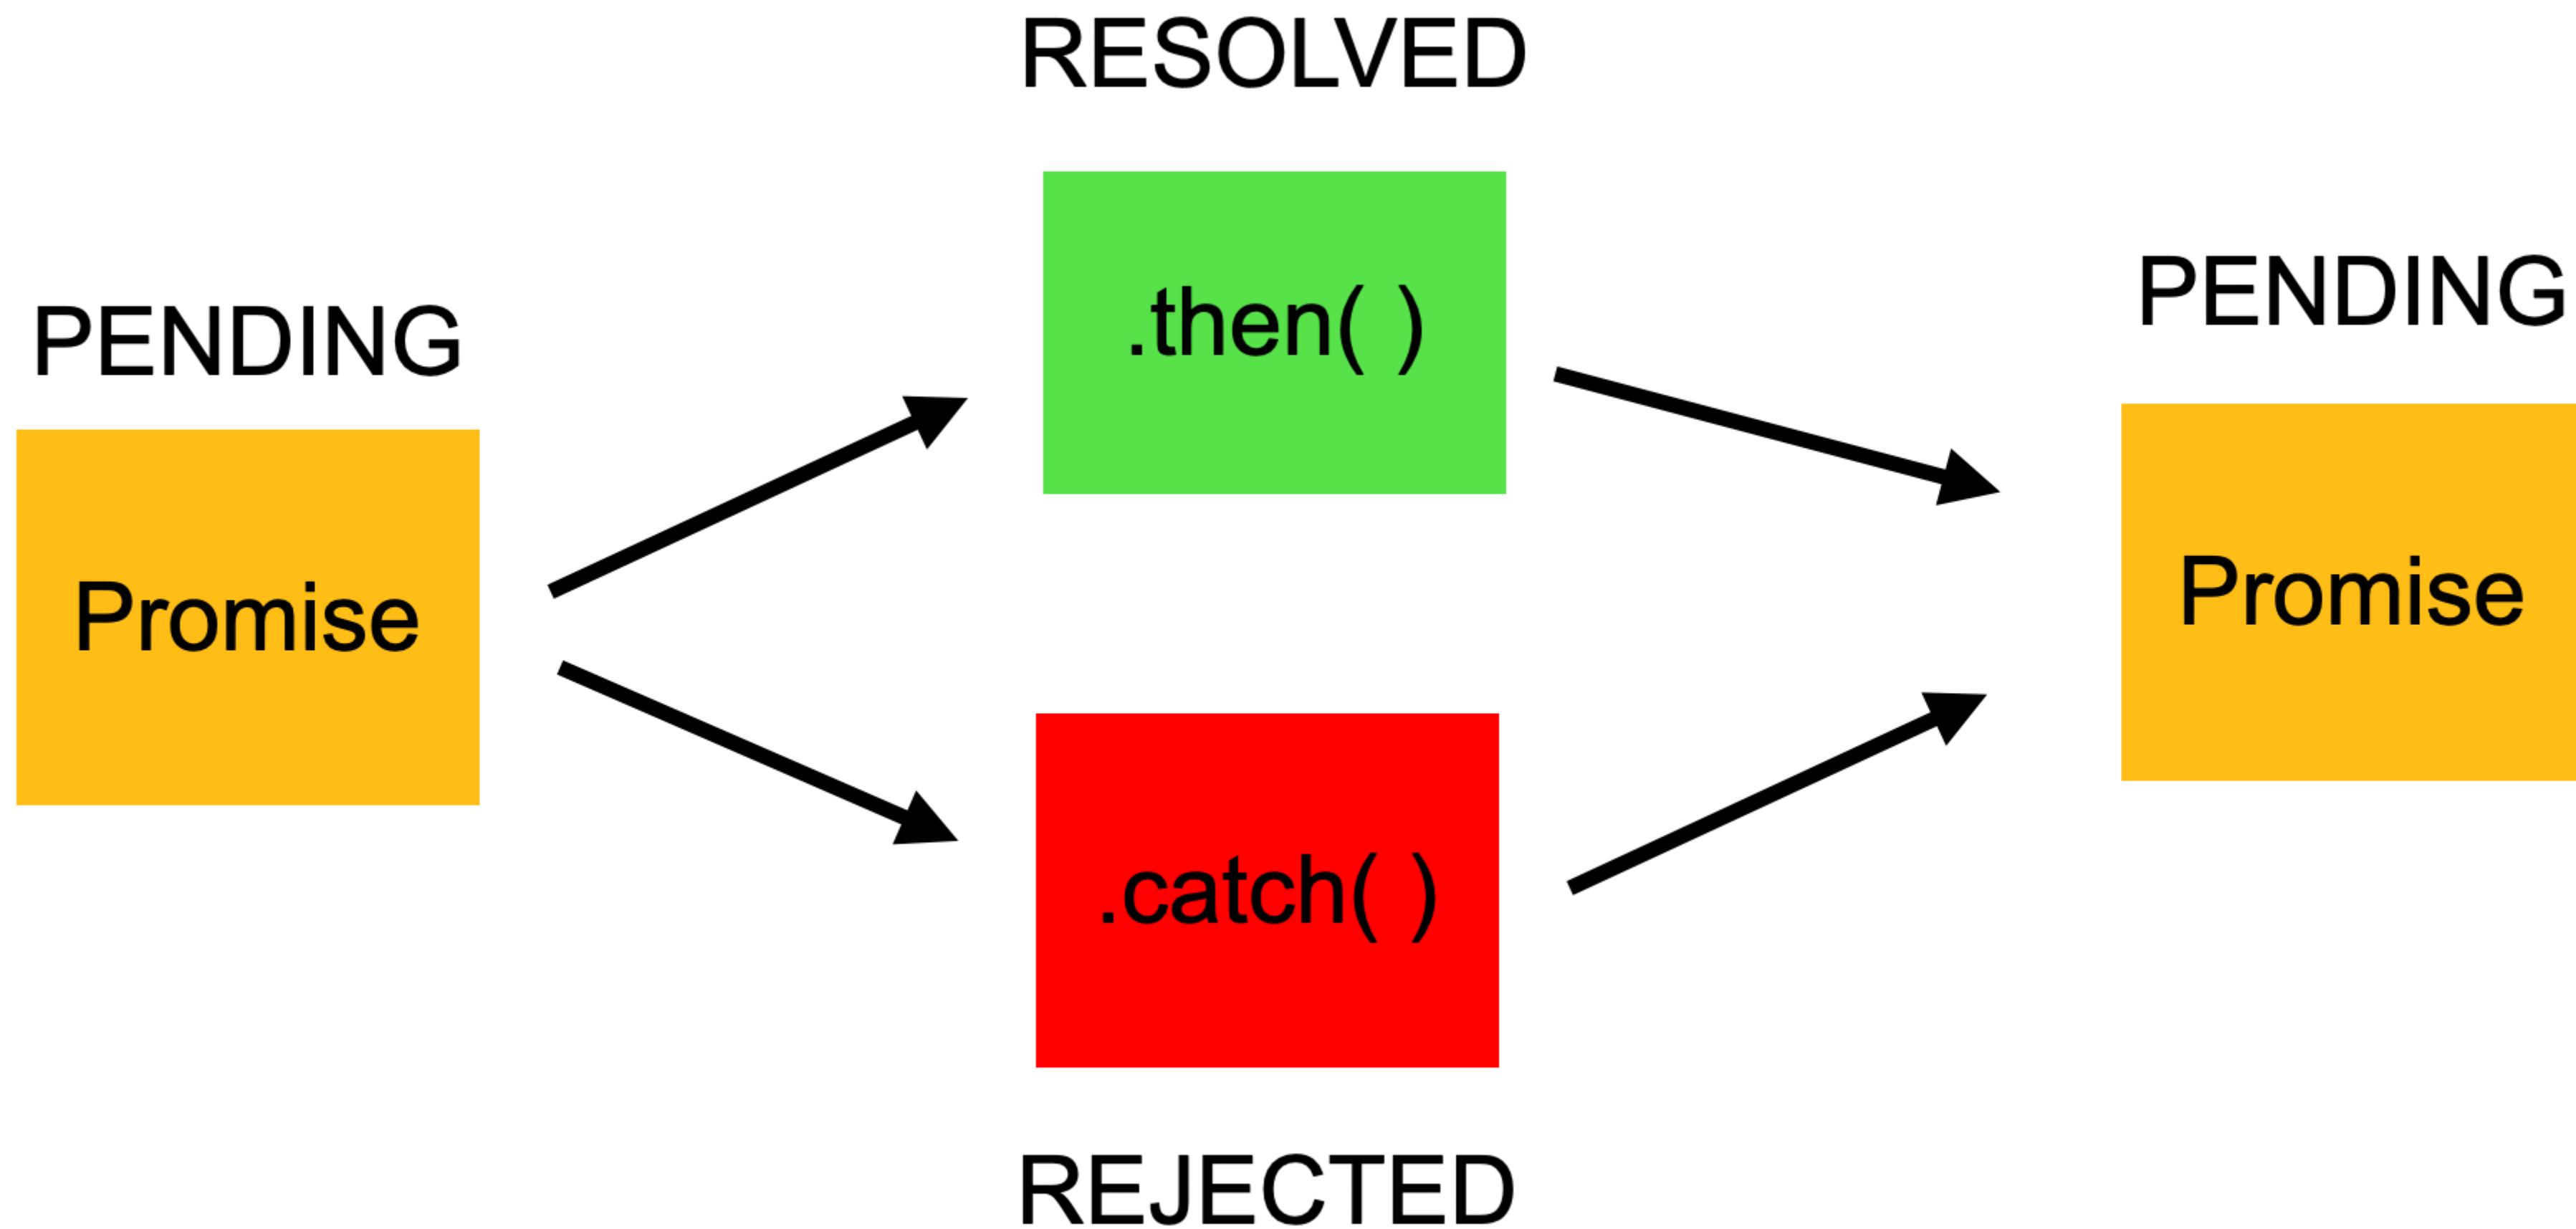 RESOLVED
.then( )
PENDING
Promise
PENDING
Promise
.catch( )
REJECTED